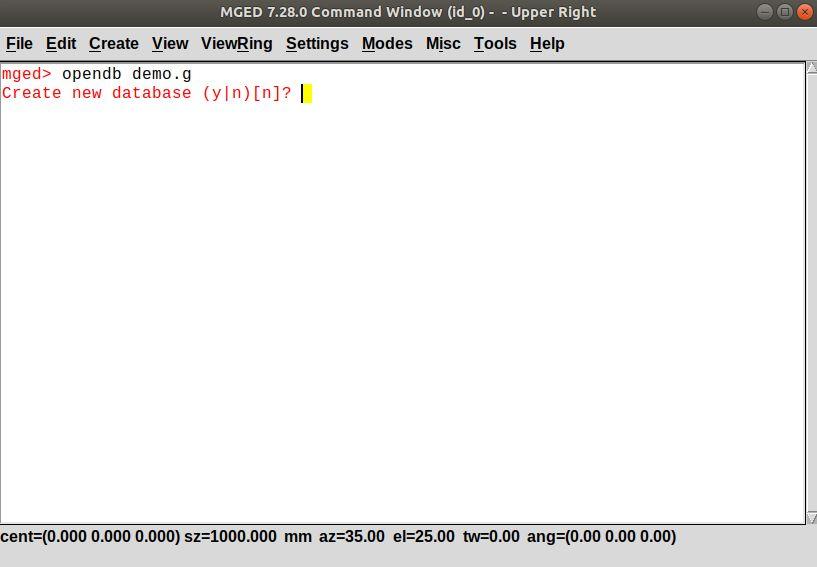 MGED 7.28.0 Command Window (id_0) - - Upper Right
File Edit Create View ViewRing Settings Modes Misc Tools Help
mged> opendb demo.g
Create new database (y|n)[n]?
cent=(0.000 0.000 0.000) sz=1000.000 mm az=35.00 el=25.00 tw=0.00 ang=(0.00 0.00 0.00)